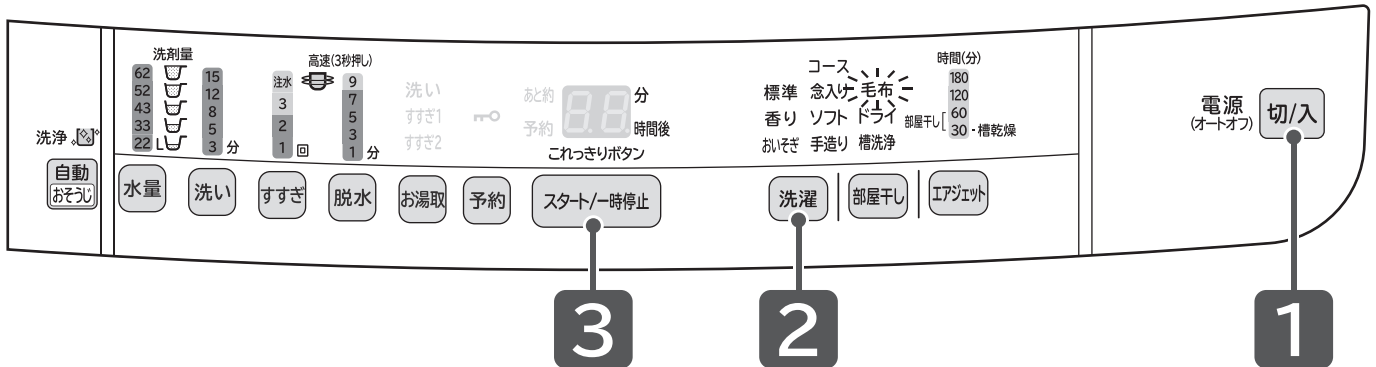 洗浄
自動
おそうじ
洗剤量
62
52
43
33
22 L
15
12
8
5
3 分
注水
3
2
1 回
高速(3秒押し)
9
7
5
3
1 分
洗い
すすぎ1
すすぎ2
あと約
予約
88
分
時間後
これっきりボタン
コース
標準 念入り 毛布
香り ソフト ドライ
おいそぎ 手造り 槽洗浄
時間(分)
180
120
部屋干し[ 60
30 - 槽乾燥
電源
(オートオフ)
切/入
水量
洗い
すすぎ
脱水
お湯取
予約
スタート/一時停止
洗濯
部屋干し
エアジェット
3
2
1